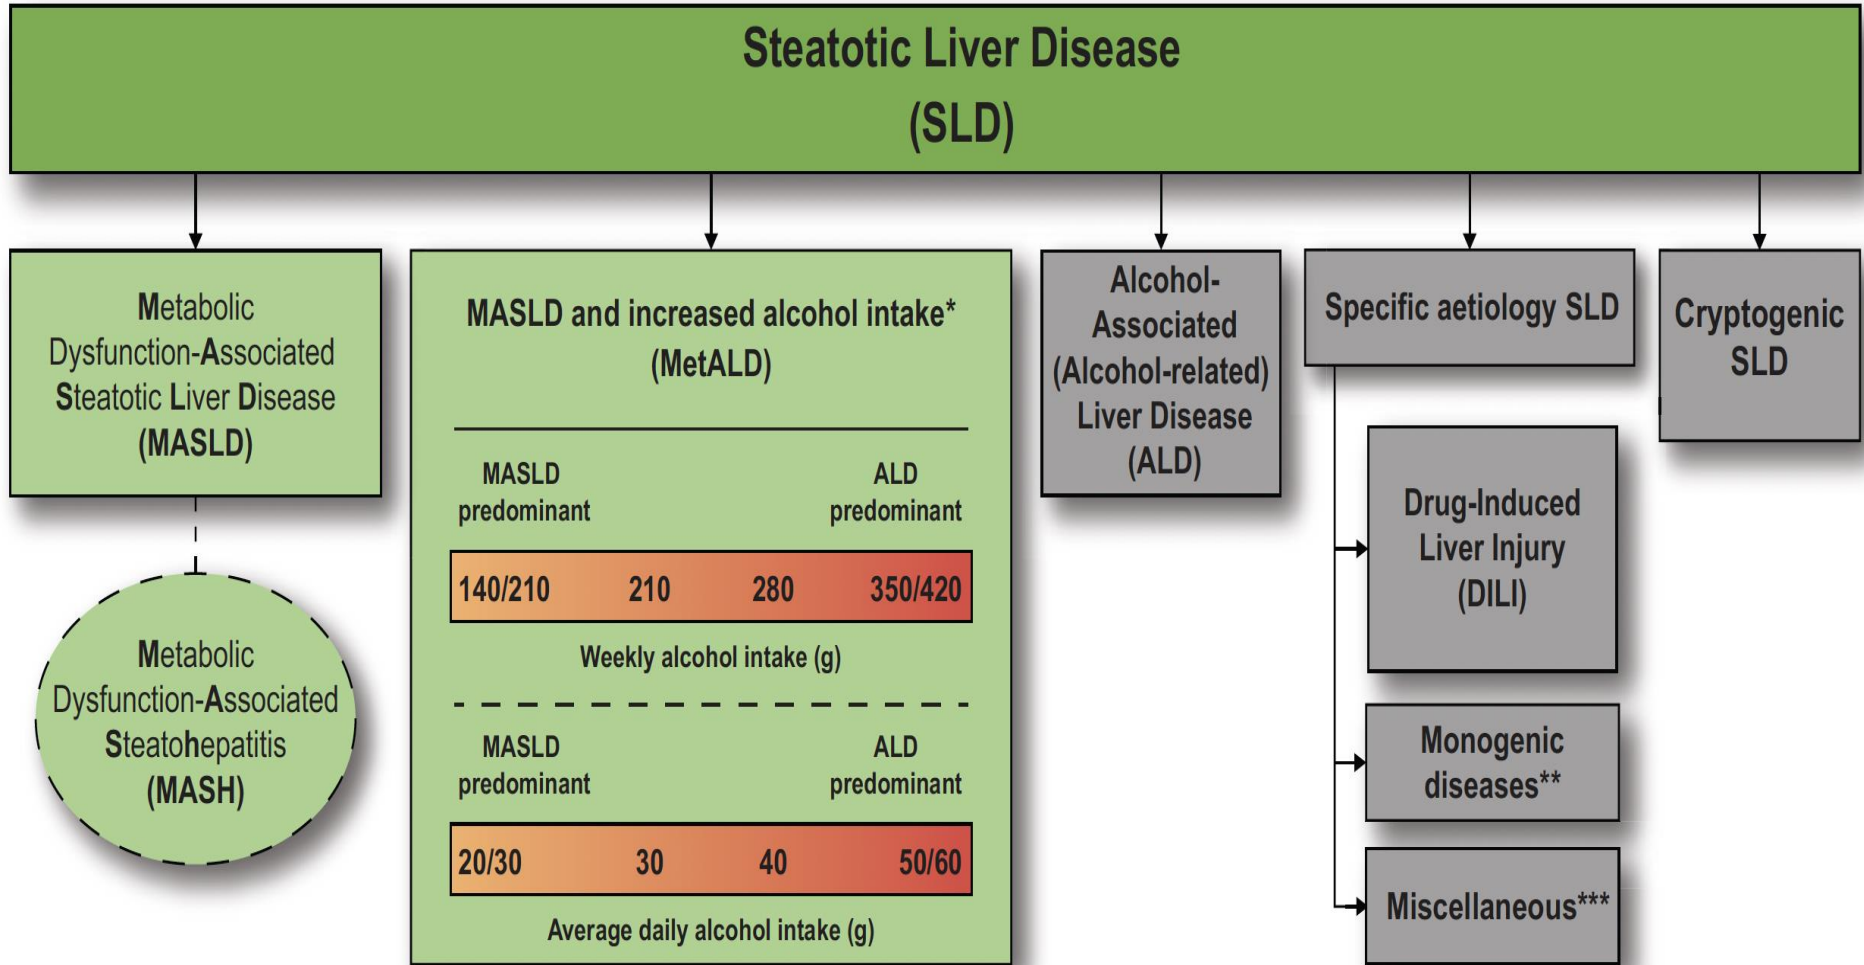 Steatotic Liver Disease
(SLD)
Metabolic
Dysfunction-Associated
Steatotic Liver Disease
(MASLD)
Metabolic
Dysfunction-Associated
Steatohepatitis
(MASH)
MASLD and increased alcohol intake*
(MetALD)
MASLD
predominant
ALD
predominant
140/210 210 280 350/420
Weekly alcohol intake (g)
MASLD
predominant
ALD
predominant
20/30 30 40 50/60
Average daily alcohol intake (g)
Alcohol-
Associated
(Alcohol-related)
Liver Disease
(ALD)
Specific aetiology SLD
Drug-Induced
Liver Injury
(DILI)
Monogenic
diseases**
Miscellaneous***
Cryptogenic
SLD